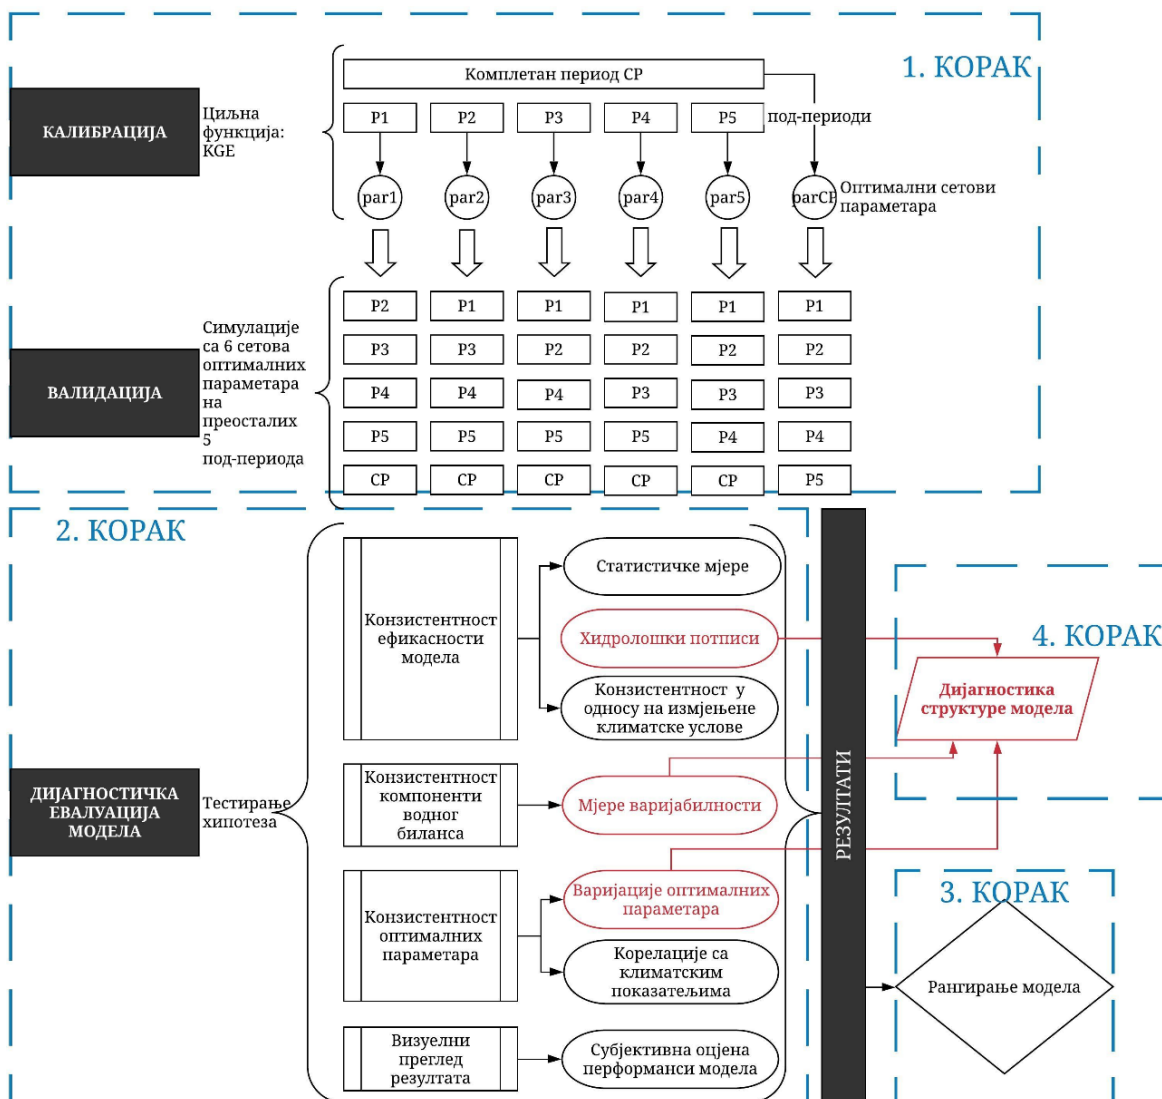 1. КОРАК
Комплетан период СР
КАЛИБРАЦИЈА
Циљна
функција:
KGE
P1
P2
P3
P4
P5
под-периоди
par1
par2
par3
par4
par5
parCP
Оптимални сетови
параметара
ВАЛИДАЦИЈА
Симулације
са 6 сетова
оптималних
параметара
на
преосталих
5
под-периода
P2
P1
P1
P1
P1
P1
P3
P3
P2
P2
P2
P2
P4
P4
P4
P3
P3
P3
P5
P5
P5
P5
P4
P4
CP
CP
CP
CP
CP
P5
2. КОРАК
ДИЈАГНОСТИЧКА
ЕВАЛУАЦИЈА
МОДЕЛА
Тестирање
хипотеза
Конзистентност
ефикасности
модела
Статистичке мјере
Хидролошки потписи
Конзистентност у
односу на измјењене
климатске услове
Конзистентност
компоненти
водног
биланса
Мјере варијабилности
Конзистентност
оптималних
параметара
Варијације оптималних
параметара
Корелације са
климатским
показатељима
Визуелни
преглед
резултата
Субјективна оцјена
перформанси модела
РЕЗУЛТАТИ
4. КОРАК
Дијагностика
структуре модела
3. КОРАК
Рангирање модела